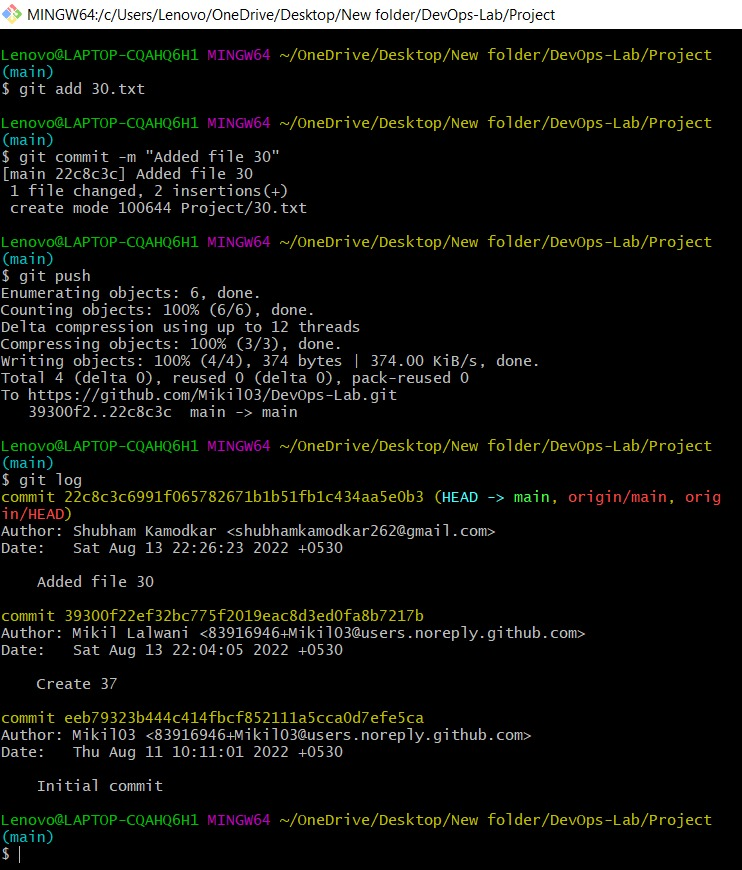 MINGW64:/c/Users/Lenovo/OneDrive/Desktop/New folder/DevOps-Lab/Project
Lenovo@LAPTOP-CQAHQ6H1 MINGW64 ~/OneDrive/Desktop/New folder/DevOps-Lab/Project
(main)
$ git add 30.txt
Lenovo@LAPTOP-CQAHQ6H1 MINGW64 ~/OneDrive/Desktop/New folder/DevOps-Lab/Project
(main)
$ git commit -m "Added file 30"
[main 22c8c3c] Added file 30
 1 file changed, 2 insertions(+)
 create mode 100644 Project/30.txt
Lenovo@LAPTOP-CQAHQ6H1 MINGW64 ~/OneDrive/Desktop/New folder/DevOps-Lab/Project
(main)
$ git push
Enumerating objects: 6, done.
Counting objects: 100% (6/6), done.
Delta compression using up to 12 threads
Compressing objects: 100% (3/3), done.
Writing objects: 100% (4/4), 374 bytes | 374.00 KiB/s, done.
Total 4 (delta 0), reused 0 (delta 0), pack-reused 0
To https://github.com/Mikil03/DevOps-Lab.git
   39300f2..22c8c3c  main -> main
Lenovo@LAPTOP-CQAHQ6H1 MINGW64 ~/OneDrive/Desktop/New folder/DevOps-Lab/Project
(main)
$ git log
commit 22c8c3c6991f065782671b1b51fb1c434aa5e0b3 (HEAD -> main, origin/main, orig
in/HEAD)
Author: Shubham Kamodkar <shubhamkamodkar262@gmail.com>
Date:   Sat Aug 13 22:26:23 2022 +0530
    Added file 30
commit 39300f22ef32bc775f2019eac8d3ed0fa8b7217b
Author: Mikil Lalwani <83916946+Mikil03@users.noreply.github.com>
Date:   Sat Aug 13 22:04:05 2022 +0530
    Create 37
commit eeb79323b444c414fbcf852111a5cca0d7efe5ca
Author: Mikil03 <83916946+Mikil03@users.noreply.github.com>
Date:   Thu Aug 11 10:11:01 2022 +0530
    Initial commit
Lenovo@LAPTOP-CQAHQ6H1 MINGW64 ~/OneDrive/Desktop/New folder/DevOps-Lab/Project
(main)
$